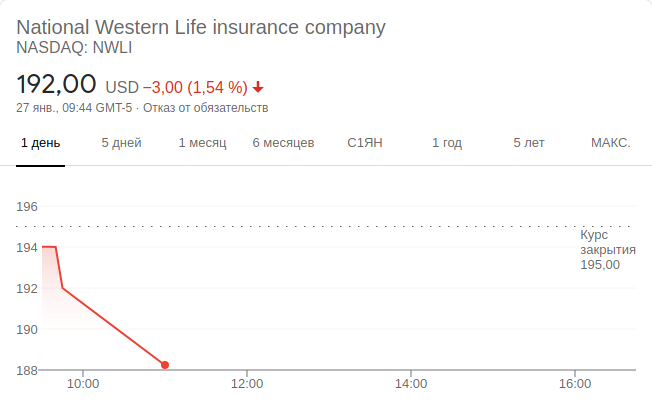 National Western Life insurance company
NASDAQ: NWLI
192,00 USD −3,00 (1,54 %)
27 янв., 09:44 GMT-5 · Отказ от обязательств
1 день 5 дней 1 месяц 6 месяцев С1ЯН 1 год 5 лет МАКС.
196
Курс
закрытия
195,00
194
192
190
188
10:00 12:00 14:00 16:00